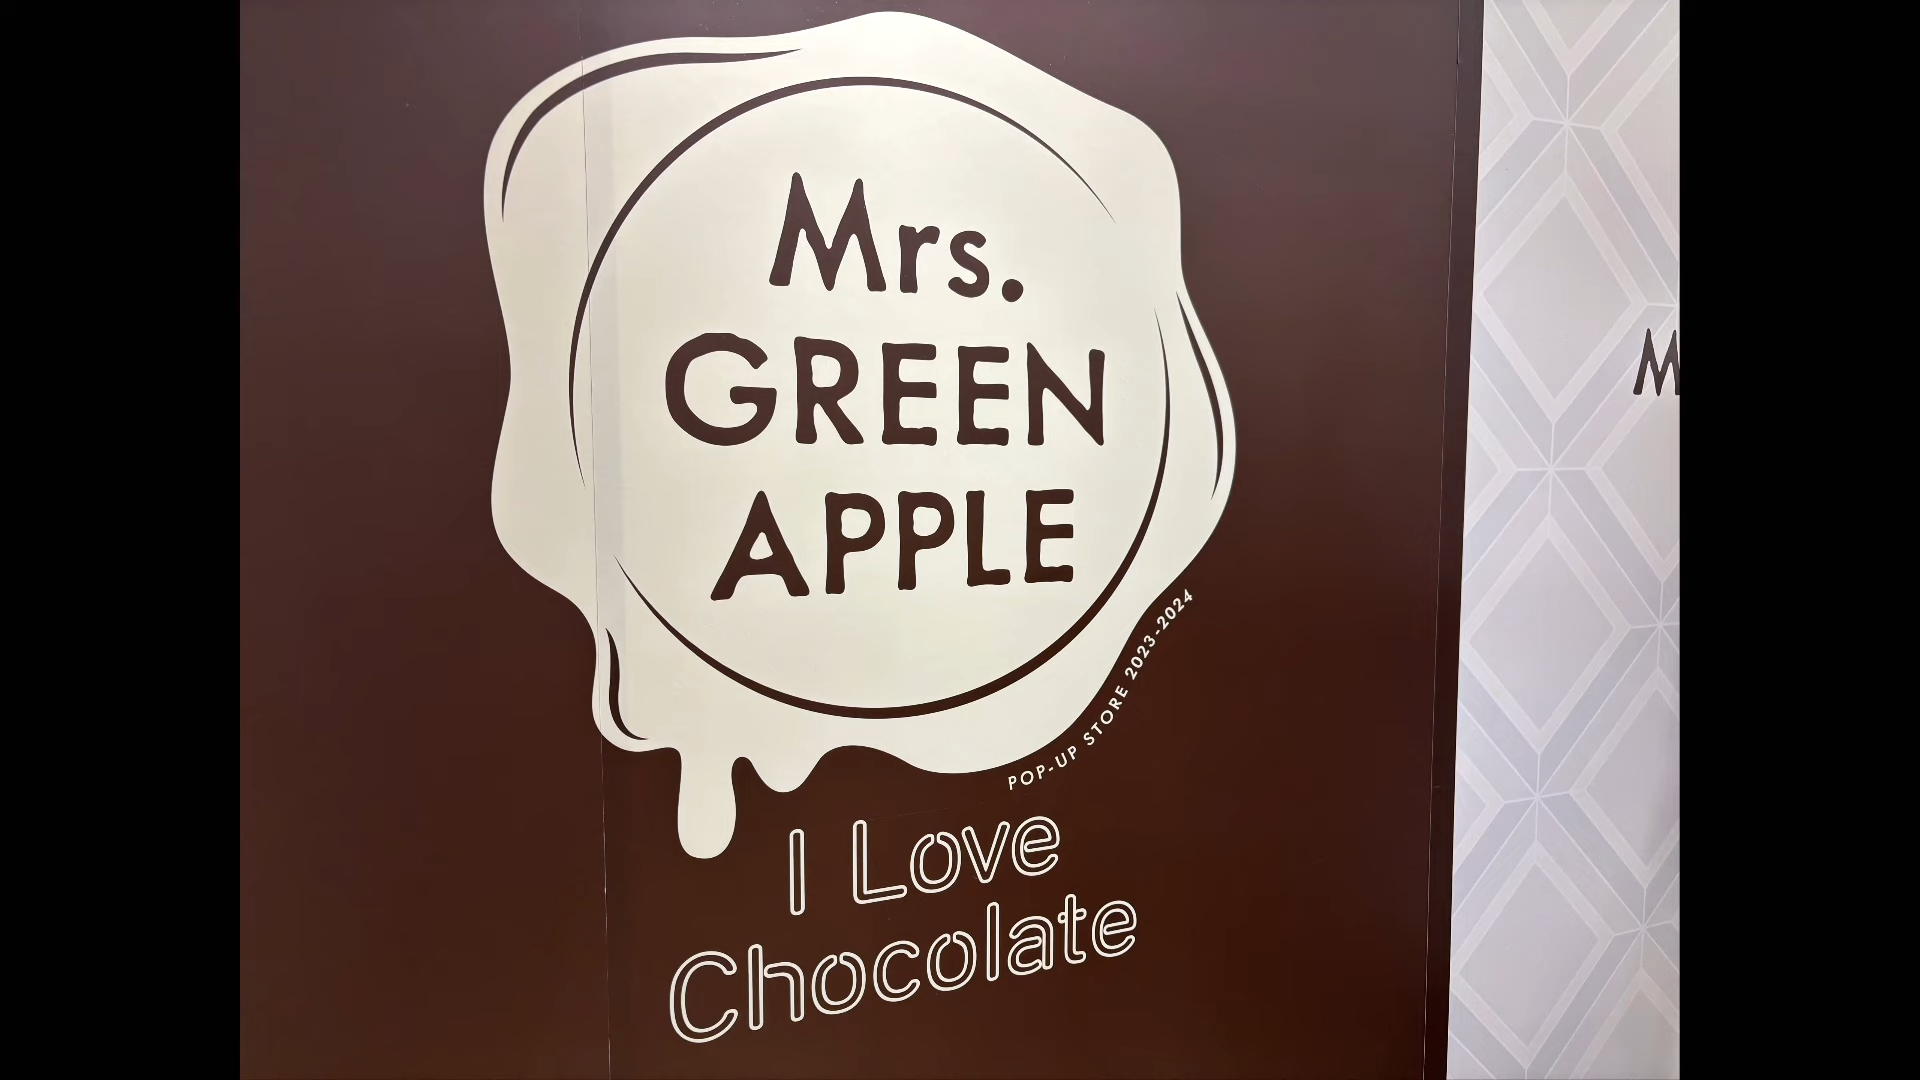 Mrs.
GREEN
APPLE
POP-UP STORE 2023-2024
I Love
Chocolate
M